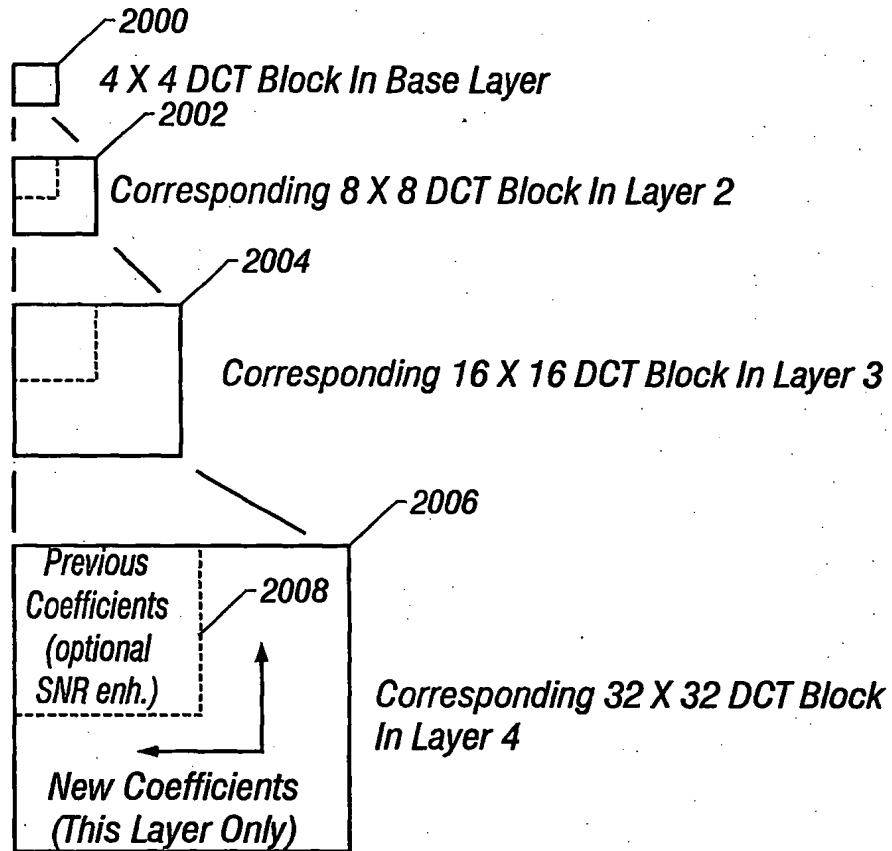 2000
4 X 4 DCT Block In Base Layer
2002
Corresponding 8 X 8 DCT Block In Layer 2
2004
Corresponding 16 X 16 DCT Block In Layer 3
2006
Previous
Coefficients
(optional
SNR enh.)
2008
Corresponding 32 X 32 DCT Block
In Layer 4
New Coefficients
(This Layer Only)